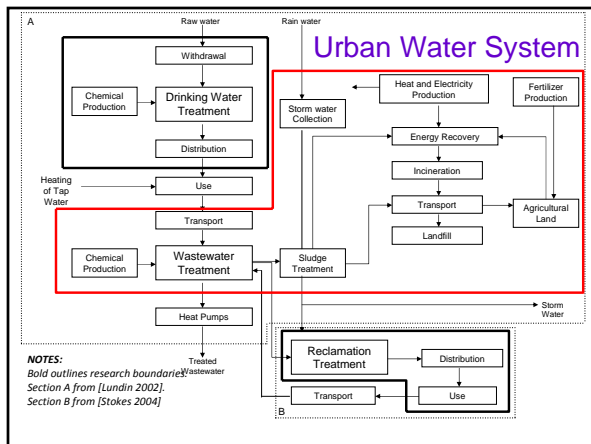 A
Raw water
Rain water
Urban Water System
Withdrawal
Chemical
Production
Drinking Water
Treatment
Distribution
Storm water
Collection
Heat and Electricity
Production
Fertilizer
Production
Energy Recovery
Incineration
Transport
Landfill
Agricultural
Land
Heating
of Tap
Water
Use
Transport
Chemical
Production
Wastewater
Treatment
Sludge
Treatment
Heat Pumps
Storm
Water
Treated
Wastewater
NOTES:
Bold outlines research boundaries.
Section A from [Lundin 2002].
Section B from [Stokes 2004]
Reclamation
Treatment
Distribution
Transport
Use
B